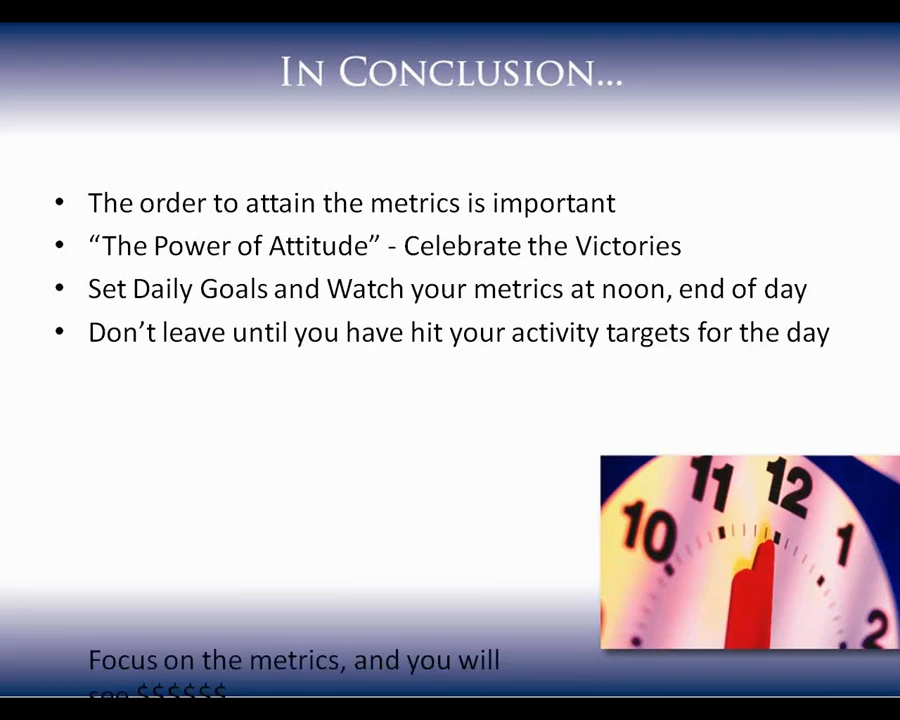 IN CONCLUSION...
• The order to attain the metrics is important
• “The Power of Attitude” - Celebrate the Victories
• Set Daily Goals and Watch your metrics at noon, end of day
• Don’t leave until you have hit your activity targets for the day
11 12
10 1
2
Focus on the metrics, and you will
see $$$$$$